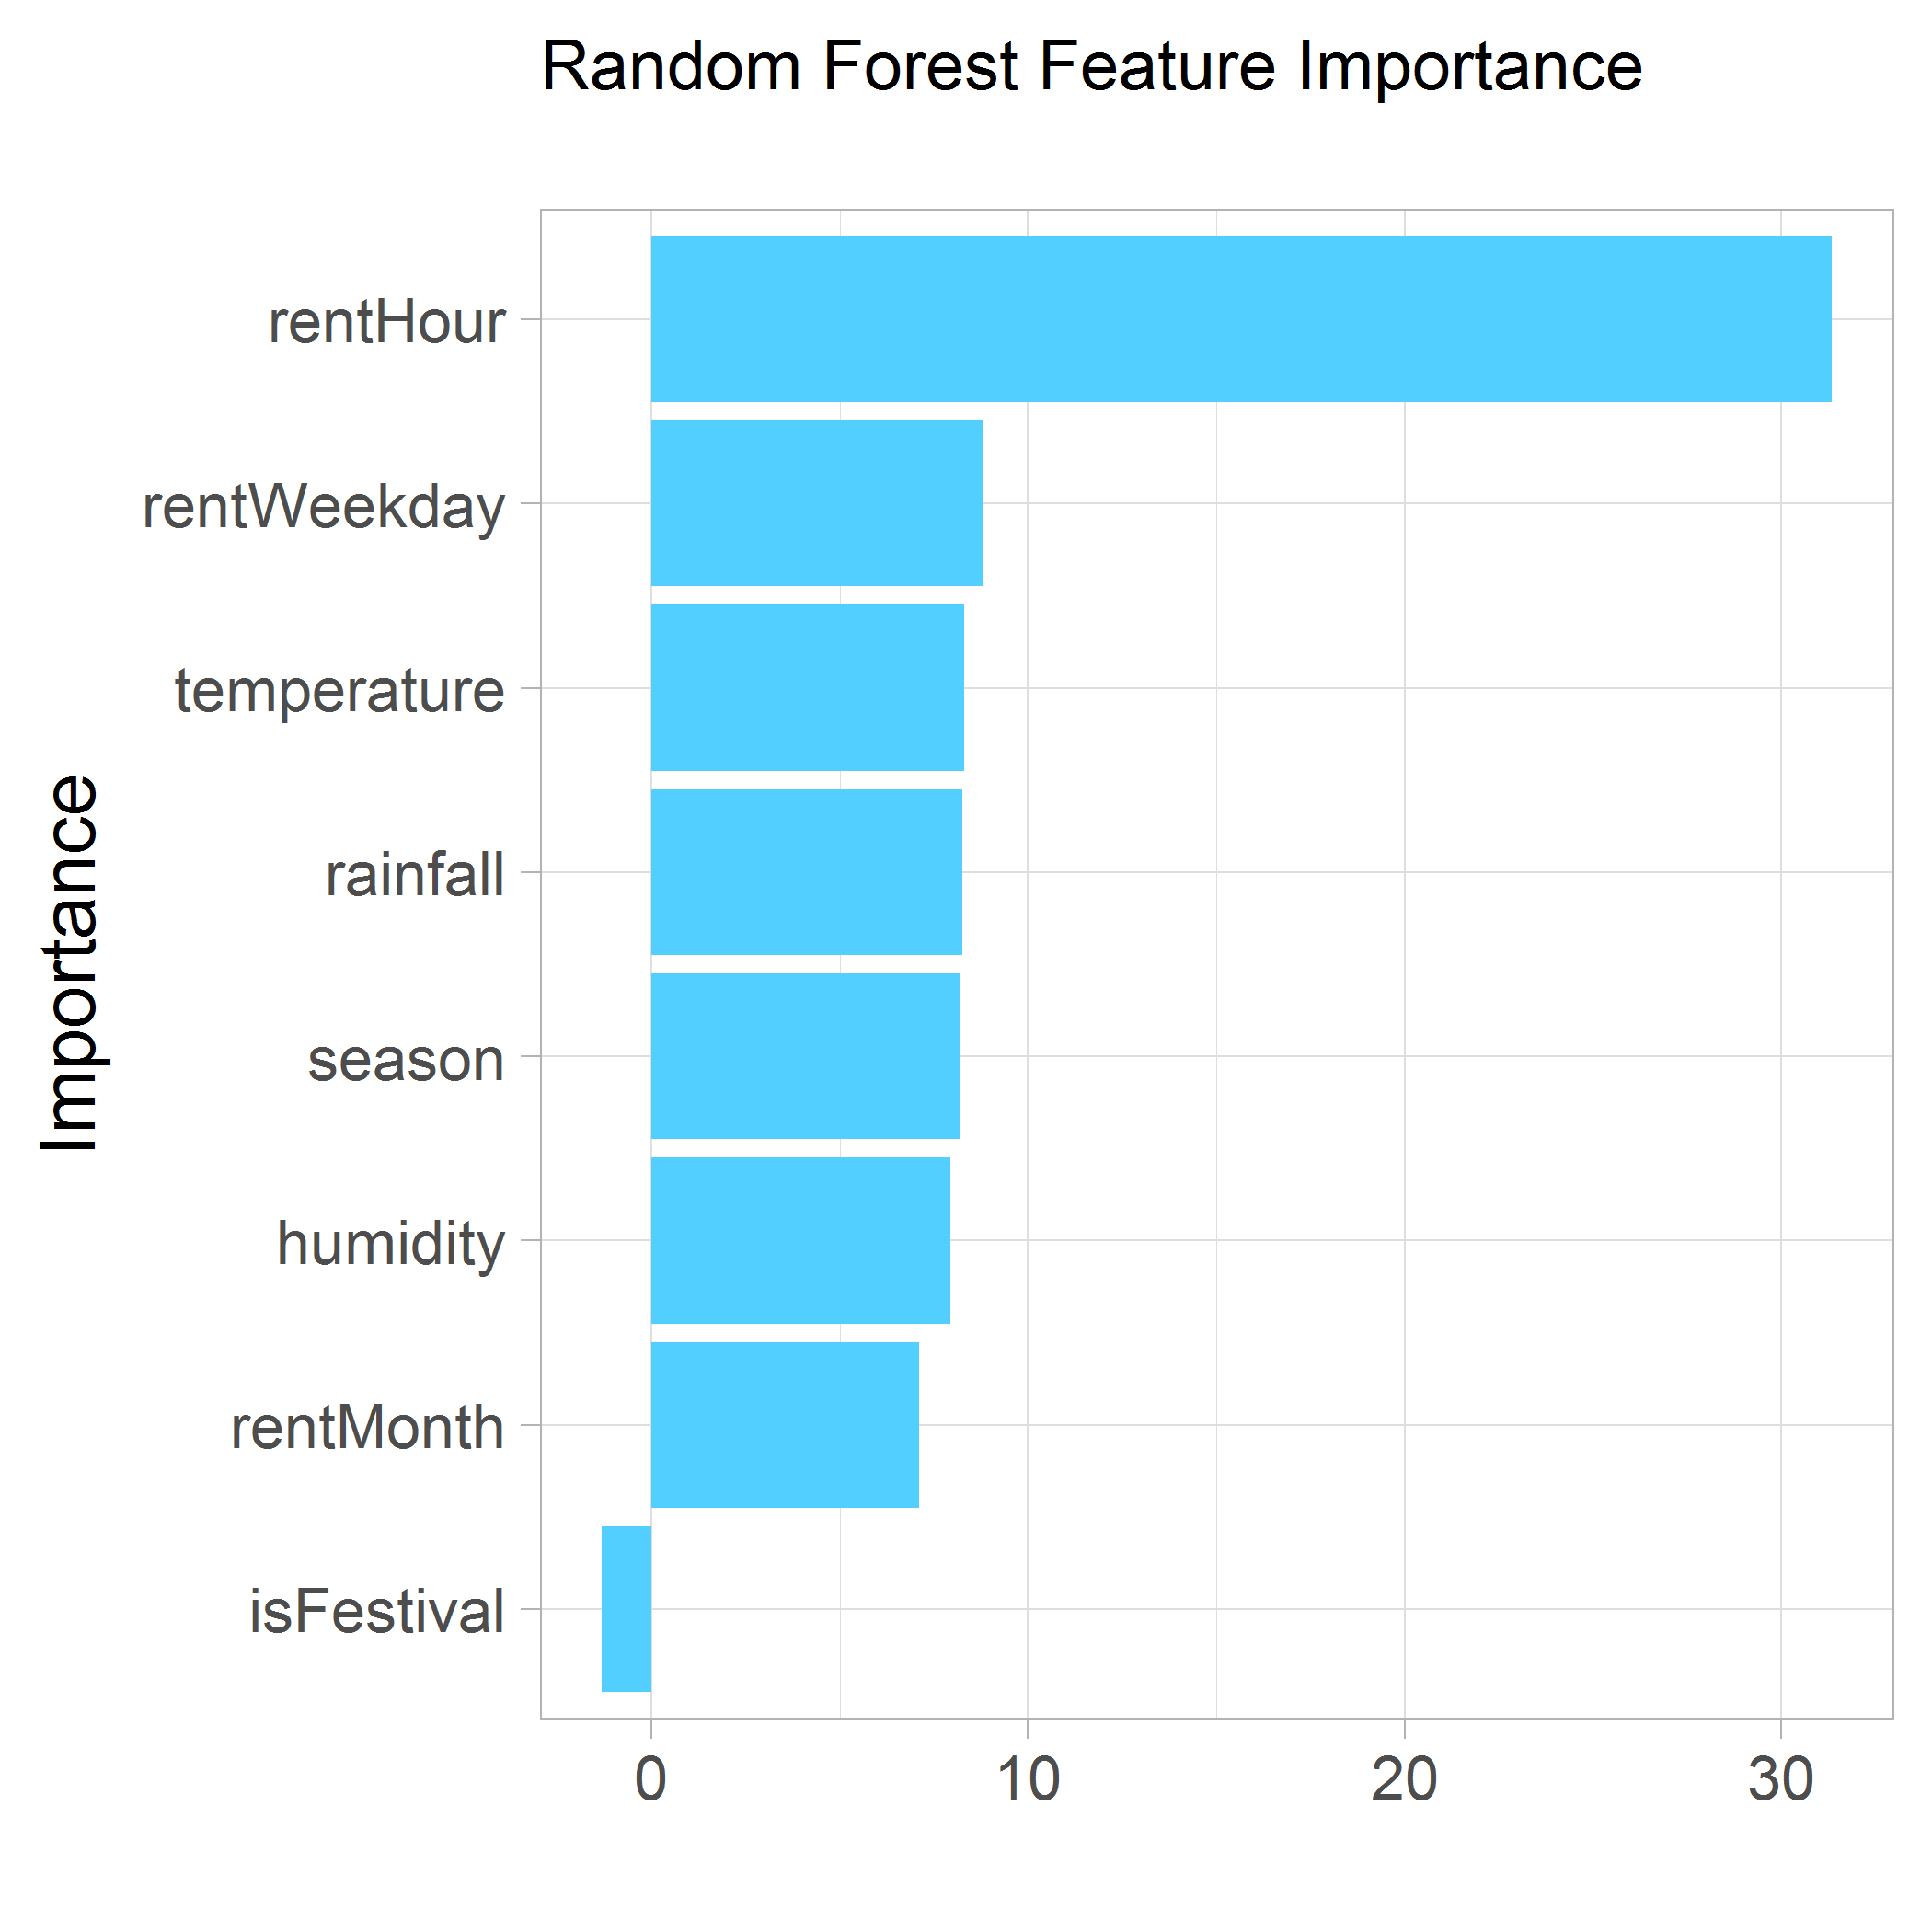 Random Forest Feature Importance
Importance
rentHour
rentWeekday
temperature
rainfall
season
humidity
rentMonth
isFestival
0 10 20 30